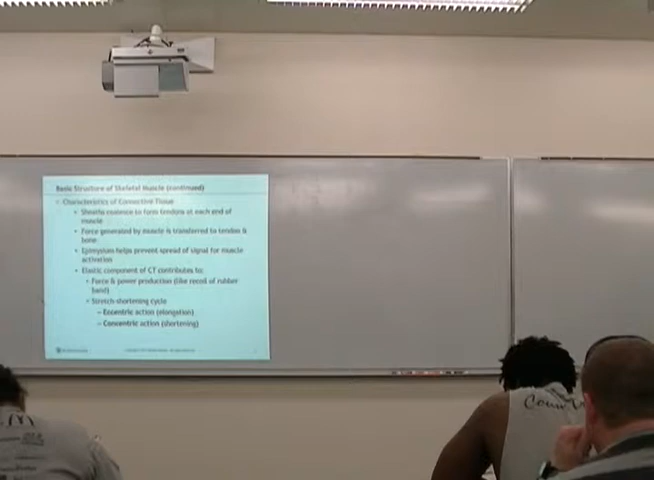 Basic Structure of Skeletal Muscle (continued)
Characteristics of Connective Tissue
Sheaths coalesce to form tendons at each end of
muscle
Force generated by muscle is transferred to tendon &
bone
Epimysium helps prevent spread of signal for muscle
activation
Elastic component of CT contributes to:
Force & power production (like recoil of rubber
band)
Stretch-shortening cycle
– Eccentric action (elongation)
– Concentric action (shortening)